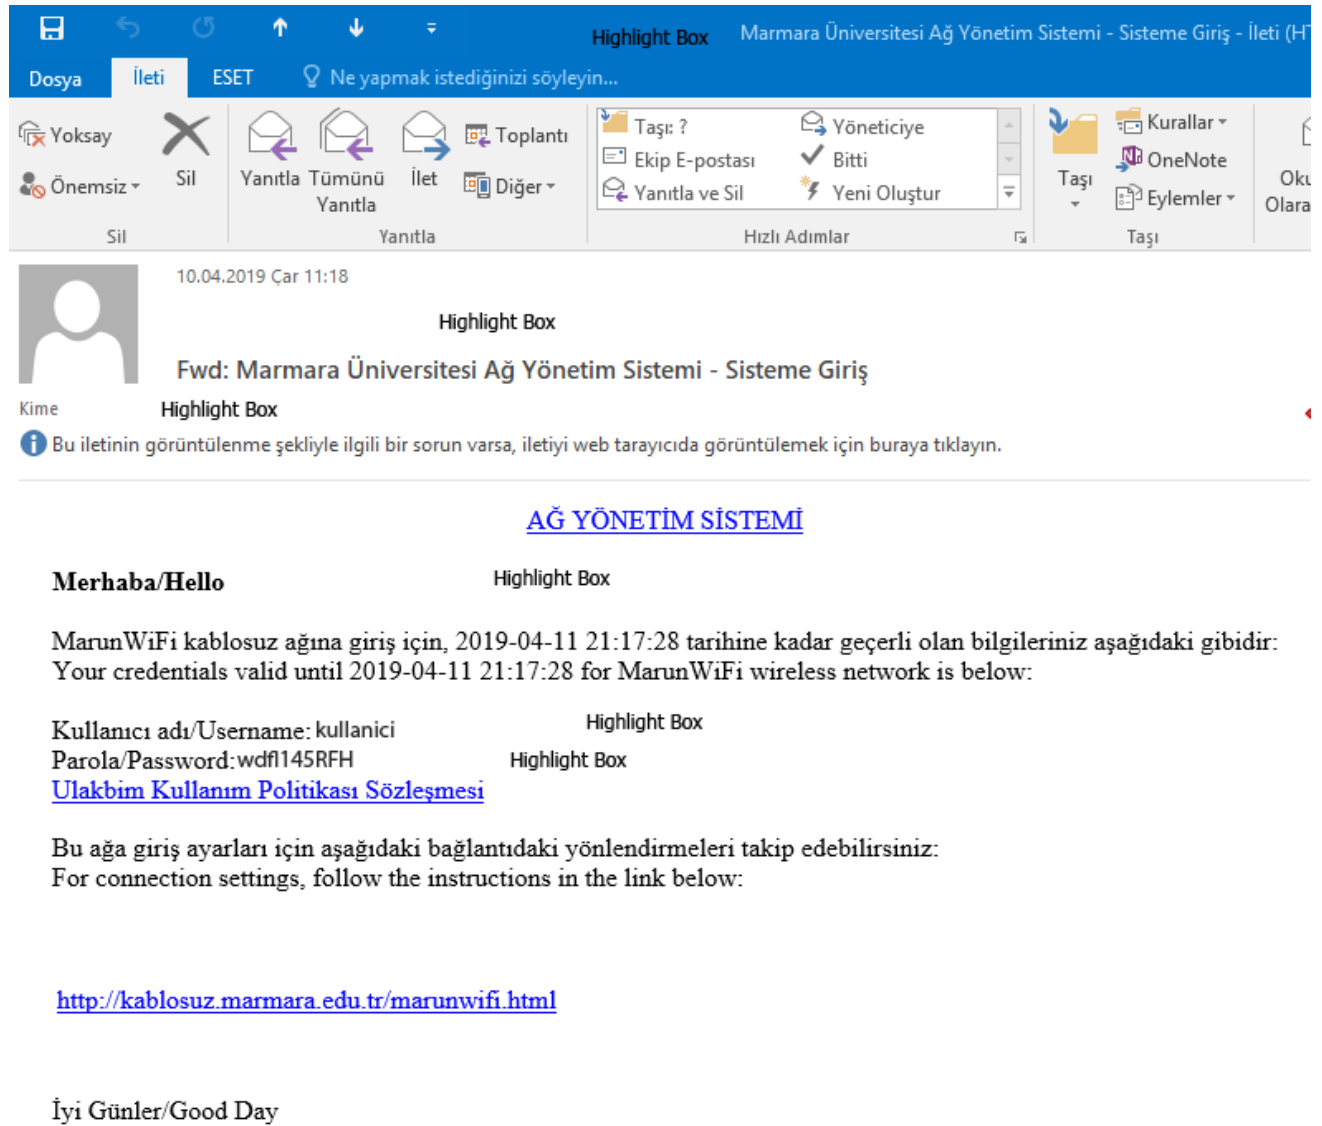 Highlight Box Marmara Üniversitesi Ağ Yönetim Sistemi - Sisteme Giriş - İleti (HT
Dosya İleti ESET Ne yapmak istediğinizi söyleyin...
Yoksay
Önemsiz
Sil
Sil
Yanıtla Tümünü Yanıtla İlet
Toplantı
Diğer
Yanıtla
Taşı: ?
Ekip E-postası
Yanıtla ve Sil
Yöneticiye
Bitti
Yeni Oluştur
Hızlı Adımlar
Taşı
Kurallar
OneNote
Eylemler
Taşı
Oku
Olara
10.04.2019 Çar 11:18
Highlight Box
Fwd: Marmara Üniversitesi Ağ Yönetim Sistemi - Sisteme Giriş
Kime Highlight Box
Bu iletinin görüntülenme şekliyle ilgili bir sorun varsa, iletiyi web tarayıcıda görüntülemek için buraya tıklayın.
AĞ YÖNETİM SİSTEMİ
Merhaba/Hello Highlight Box
MarunWiFi kablosuz ağına giriş için, 2019-04-11 21:17:28 tarihine kadar geçerli olan bilgileriniz aşağıdaki gibidir:
Your credentials valid until 2019-04-11 21:17:28 for MarunWiFi wireless network is below:
Kullanıcı adı/Username: kullanici Highlight Box
Parola/Password: wdfl145RFH Highlight Box
Ulakbim Kullanım Politikası Sözleşmesi
Bu ağa giriş ayarları için aşağıdaki bağlantıdaki yönlendirmeleri takip edebilirsiniz:
For connection settings, follow the instructions in the link below:
http://kablosuz.marmara.edu.tr/marunwifi.html
İyi Günler/Good Day